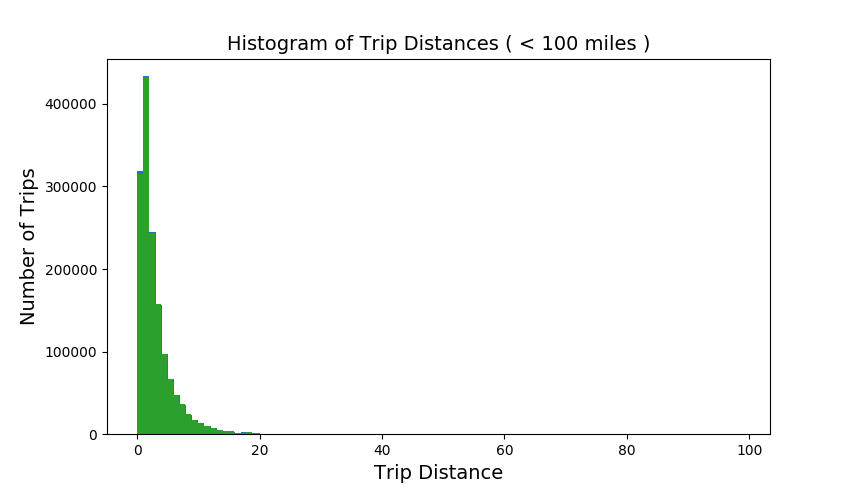 Histogram of Trip Distances ( < 100 miles )
Number of Trips
400000
300000
200000
100000
0
0 20 40 60 80 100
Trip Distance